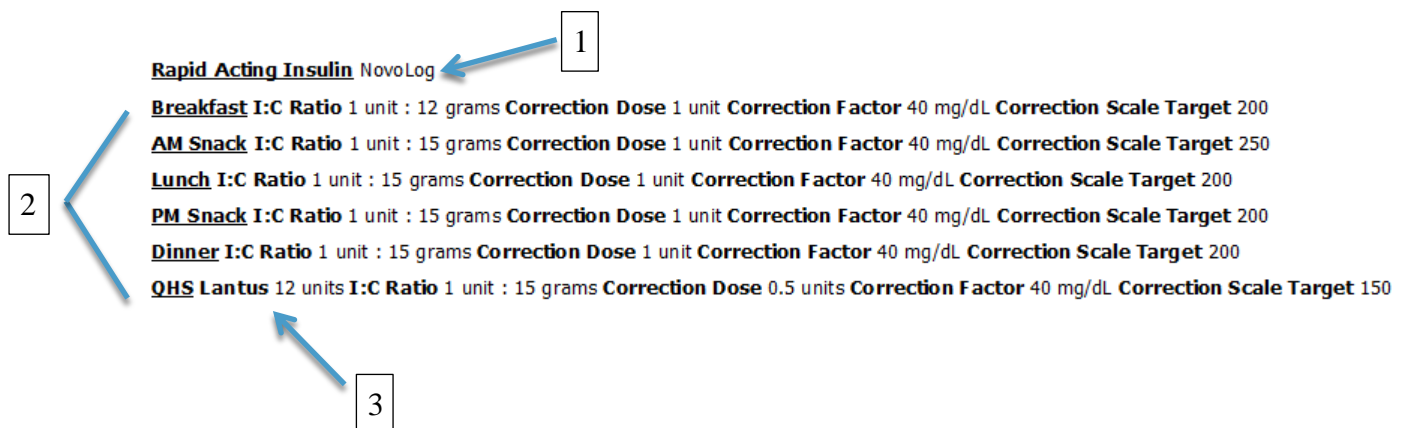 1
Rapid Acting Insulin NovoLog
Breakfast I:C Ratio 1 unit : 12 grams Correction Dose 1 unit Correction Factor 40 mg/dL Correction Scale Target 200
AM Snack I:C Ratio 1 unit : 15 grams Correction Dose 1 unit Correction Factor 40 mg/dL Correction Scale Target 250
Lunch I:C Ratio 1 unit : 15 grams Correction Dose 1 unit Correction Factor 40 mg/dL Correction Scale Target 200
2
PM Snack I:C Ratio 1 unit : 15 grams Correction Dose 1 unit Correction Factor 40 mg/dL Correction Scale Target 200
Dinner I:C Ratio 1 unit : 15 grams Correction Dose 1 unit Correction Factor 40 mg/dL Correction Scale Target 200
QHS Lantus 12 units I:C Ratio 1 unit : 15 grams Correction Dose 0.5 units Correction Factor 40 mg/dL Correction Scale Target 150
3